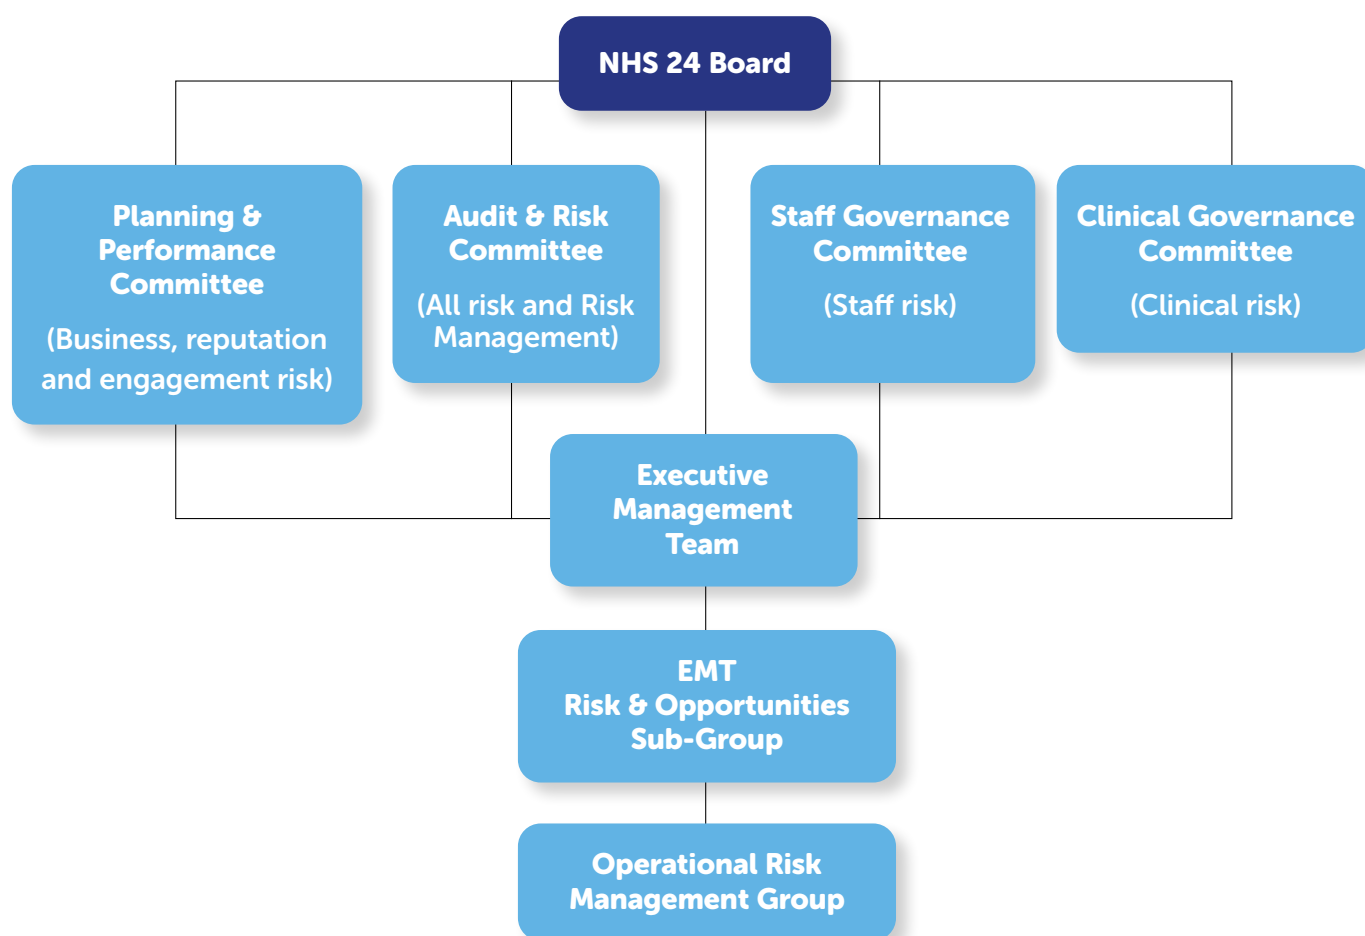 NHS 24 Board
Planning &
Performance
Committee
(Business, reputation
and engagement risk)
Audit & Risk
Committee
(All risk and Risk
Management)
Staff Governance
Committee
(Staff risk)
Clinical Governance
Committee
(Clinical risk)
Executive
Management
Team
EMT
Risk & Opportunities
Sub-Group
Operational Risk
Management Group